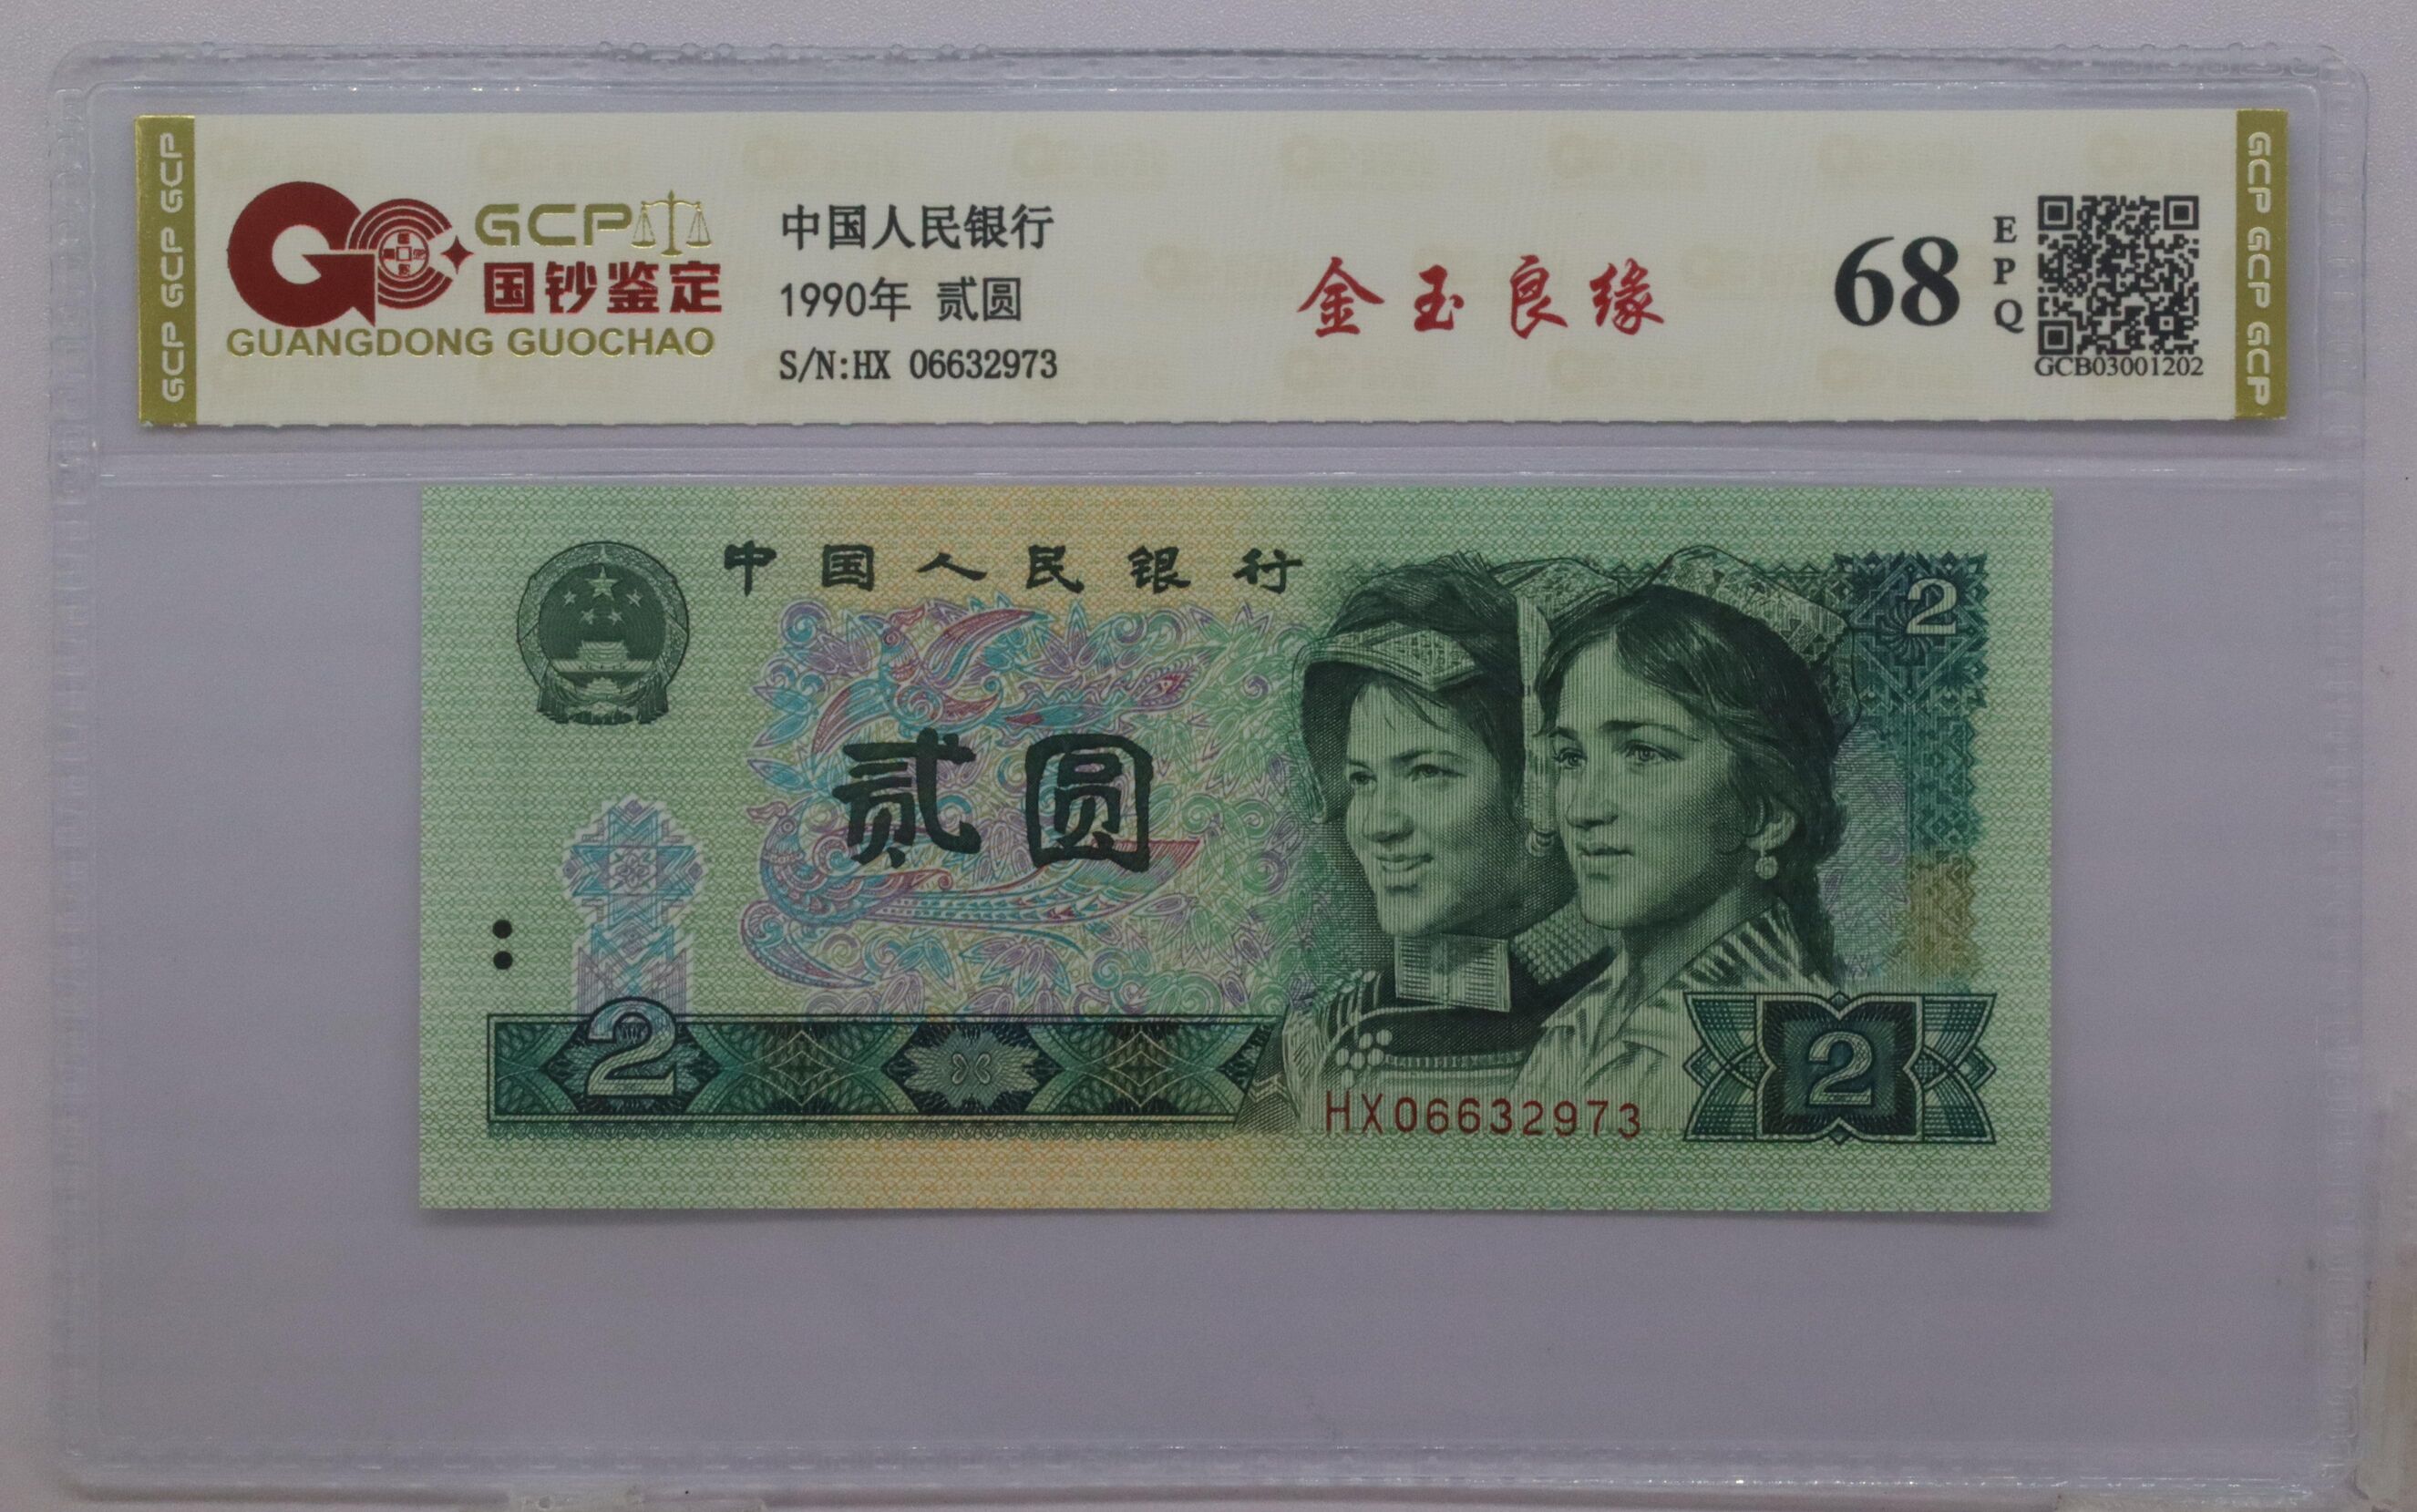 GCP GCP GCP
GCP
国钞鉴定
GUANGDONG GUOCHAO
中国人民银行
1990年 贰圆
S/N:HX 06632973
金玉良缘
68
EPQ
GCB03001202
GCP GCP GCP
中国人民银行
2
贰圆
2
HX06632973
2